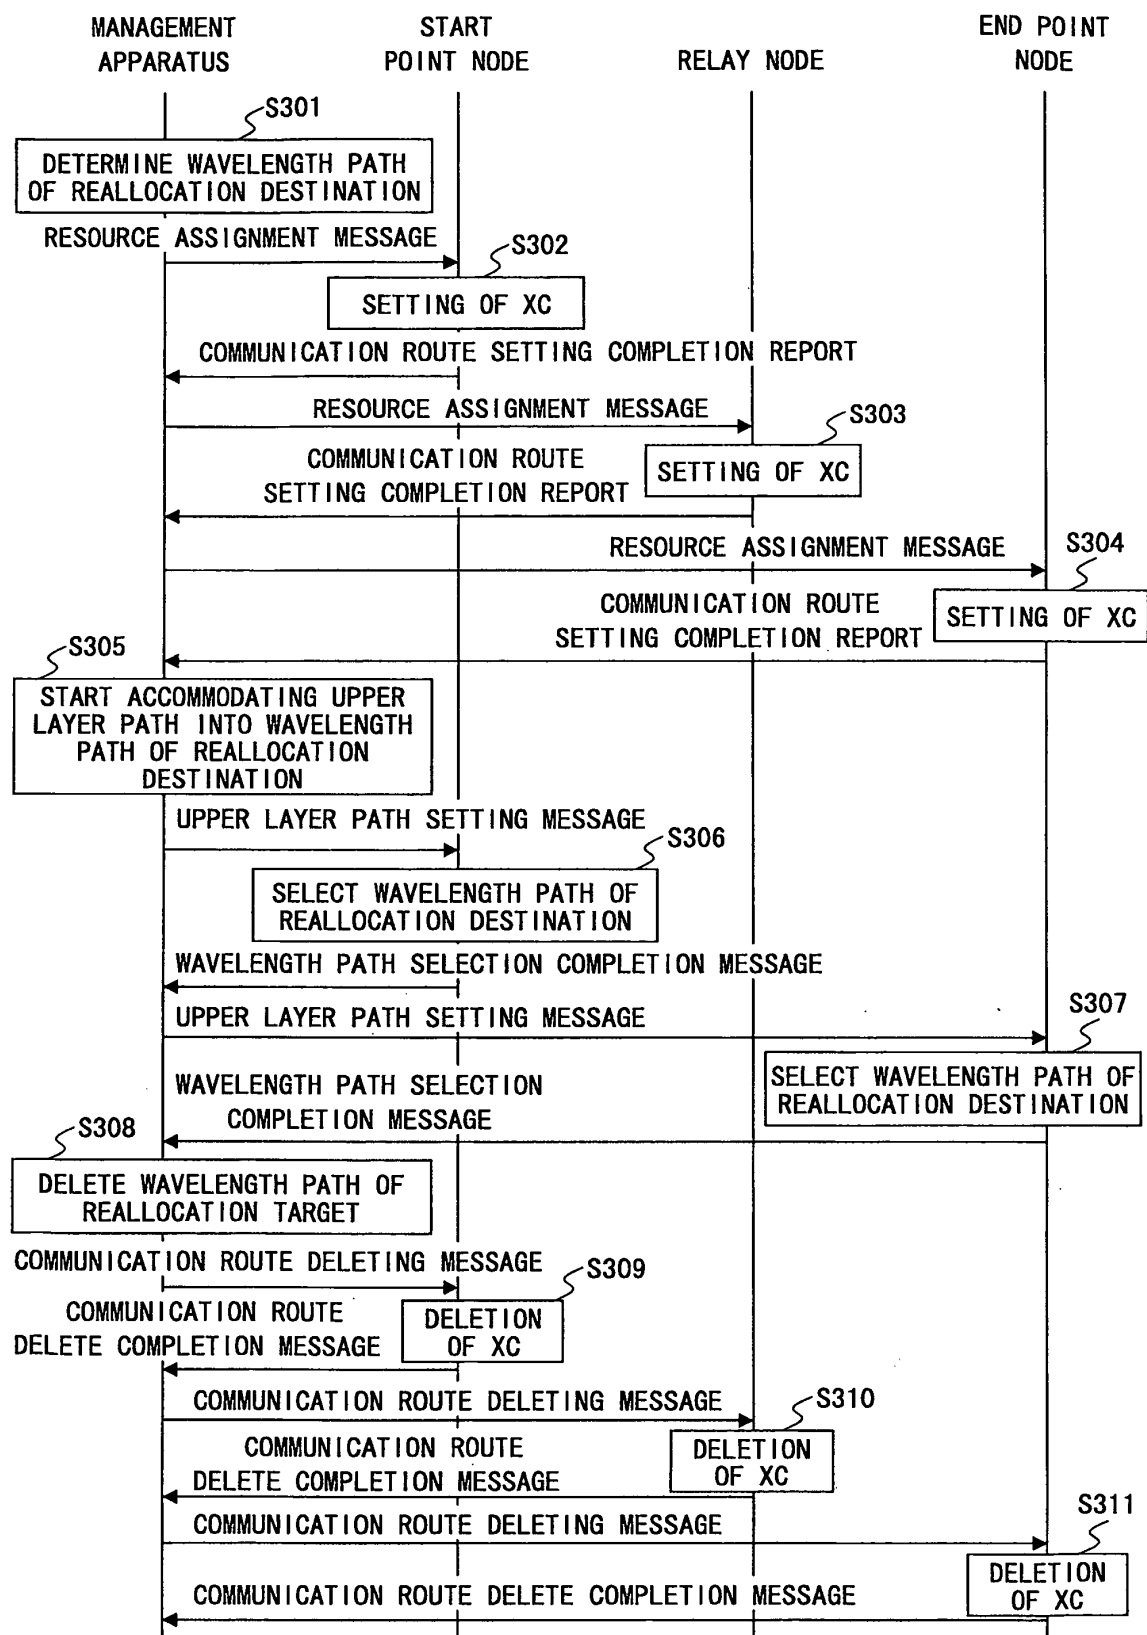 MANAGEMENT
APPARATUS
START
POINT NODE
RELAY NODE
END POINT
NODE
S301
DETERMINE WAVELENGTH PATH
OF REALLOCATION DESTINATION
RESOURCE ASSIGNMENT MESSAGE
S302
SETTING OF XC
COMMUNICATION ROUTE SETTING COMPLETION REPORT
RESOURCE ASSIGNMENT MESSAGE
S303
SETTING OF XC
COMMUNICATION ROUTE
SETTING COMPLETION REPORT
RESOURCE ASSIGNMENT MESSAGE
S304
SETTING OF XC
COMMUNICATION ROUTE
SETTING COMPLETION REPORT
S305
START ACCOMMODATING UPPER
LAYER PATH INTO WAVELENGTH
PATH OF REALLOCATION
DESTINATION
UPPER LAYER PATH SETTING MESSAGE
S306
SELECT WAVELENGTH PATH OF
REALLOCATION DESTINATION
WAVELENGTH PATH SELECTION COMPLETION MESSAGE
UPPER LAYER PATH SETTING MESSAGE
S307
SELECT WAVELENGTH PATH OF
REALLOCATION DESTINATION
WAVELENGTH PATH SELECTION
COMPLETION MESSAGE
S308
DELETE WAVELENGTH PATH OF
REALLOCATION TARGET
COMMUNICATION ROUTE DELETING MESSAGE
S309
DELETION
OF XC
COMMUNICATION ROUTE
DELETE COMPLETION MESSAGE
COMMUNICATION ROUTE DELETING MESSAGE
S310
DELETION
OF XC
COMMUNICATION ROUTE
DELETE COMPLETION MESSAGE
COMMUNICATION ROUTE DELETING MESSAGE
S311
DELETION
OF XC
COMMUNICATION ROUTE DELETE COMPLETION MESSAGE